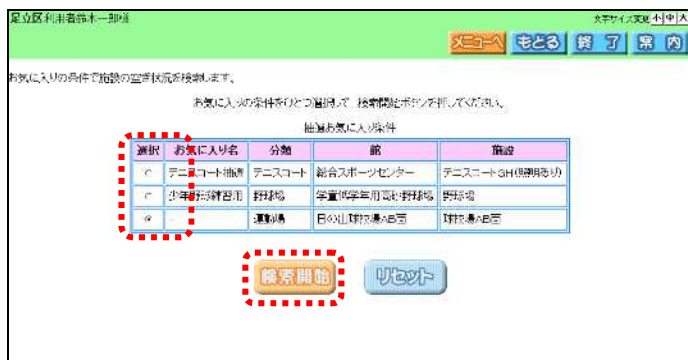 足立区利用者鈴木一郎様
文字サイズ変更 小 中 大
メニューへ もどる 終了 案内
お気に入りの条件で施設の空き状況を検索します。
お気に入りの条件をひとつ選択して、検索開始ボタンを押してください。
抽選お気に入り条件
選択 お気に入り名 分類 館 施設
テニスコート抽選 テニスコート 総合スポーツセンター テニスコートGH(照明あり)
少年野球練習用 野球場 野球場
- 運動場 日の出町球技場AB面 球技場AB面
検索開始 リセット